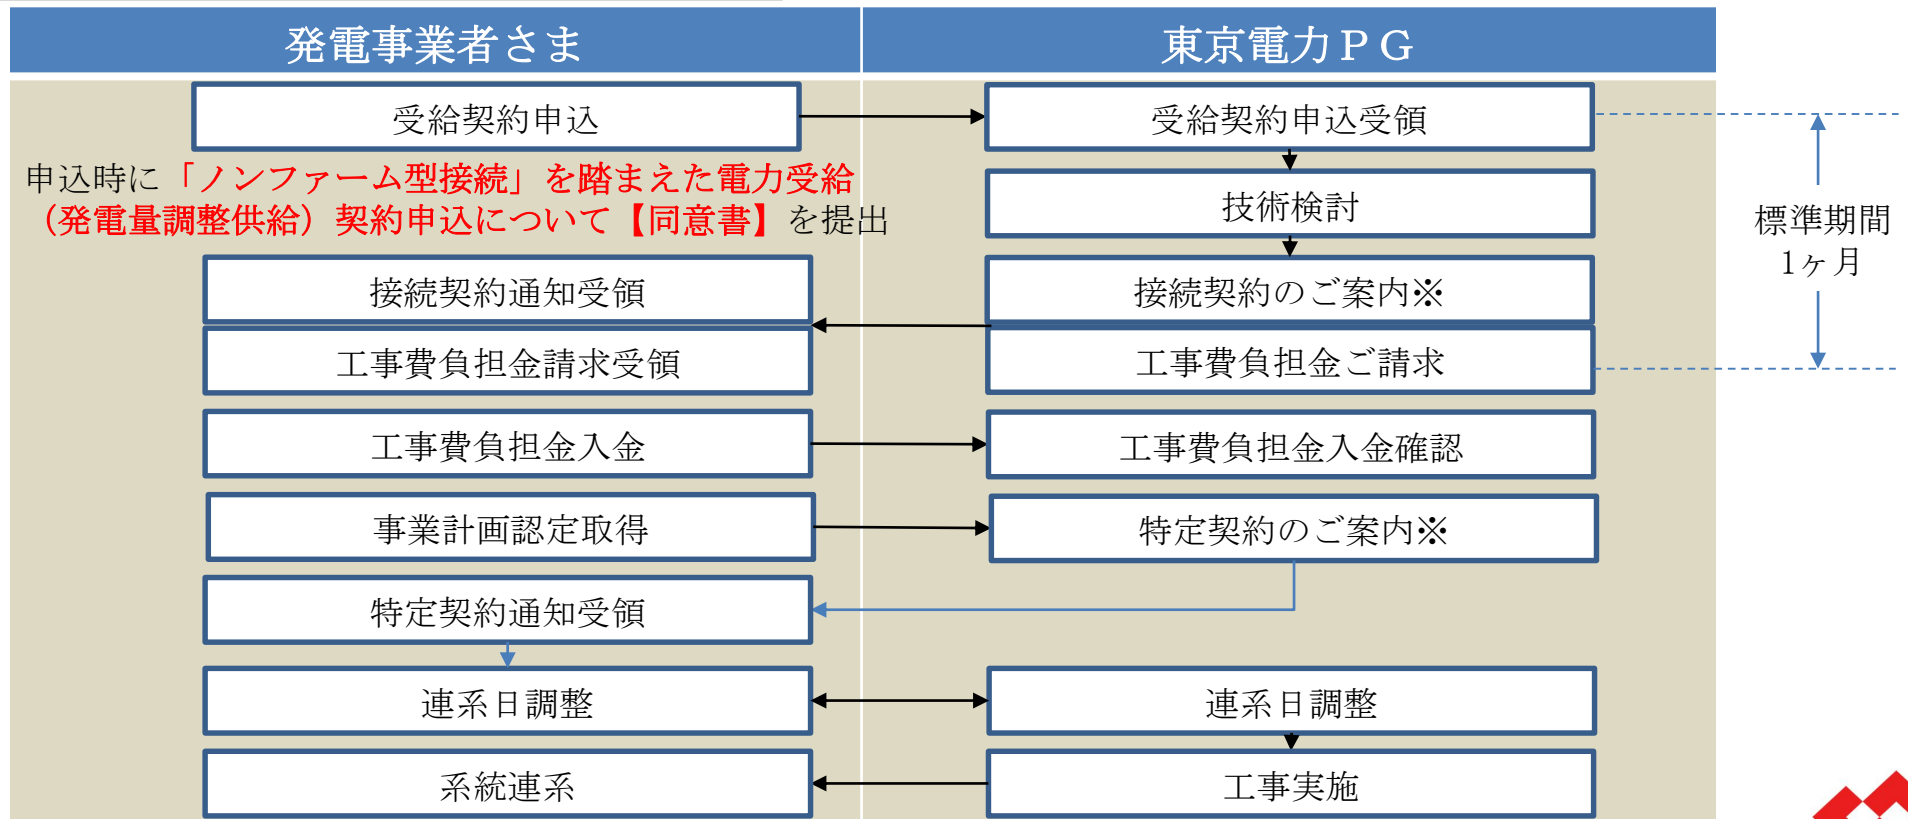 発電事業者さま
東京電力ＰＧ
受給契約申込
受給契約申込受領
申込時に「ノンファーム型接続」を踏まえた電力受給
（発電量調整供給）契約申込について【同意書】を提出
技術検討
標準期間
1ヶ月
接続契約通知受領
接続契約のご案内※
工事費負担金請求受領
工事費負担金ご請求
工事費負担金入金
工事費負担金入金確認
事業計画認定取得
特定契約のご案内※
特定契約通知受領
連系日調整
連系日調整
系統連系
工事実施